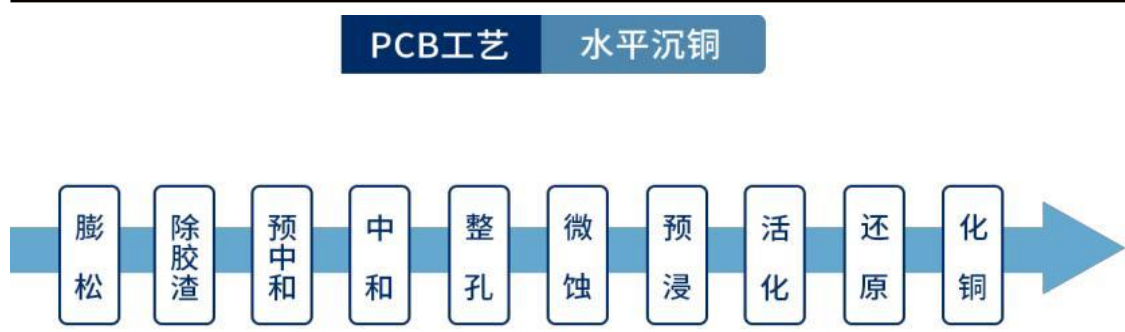 PCB工艺 水平沉铜
膨松
除胶渣
预中和
中和
整孔
微蚀
预浸
活化
还原
化铜